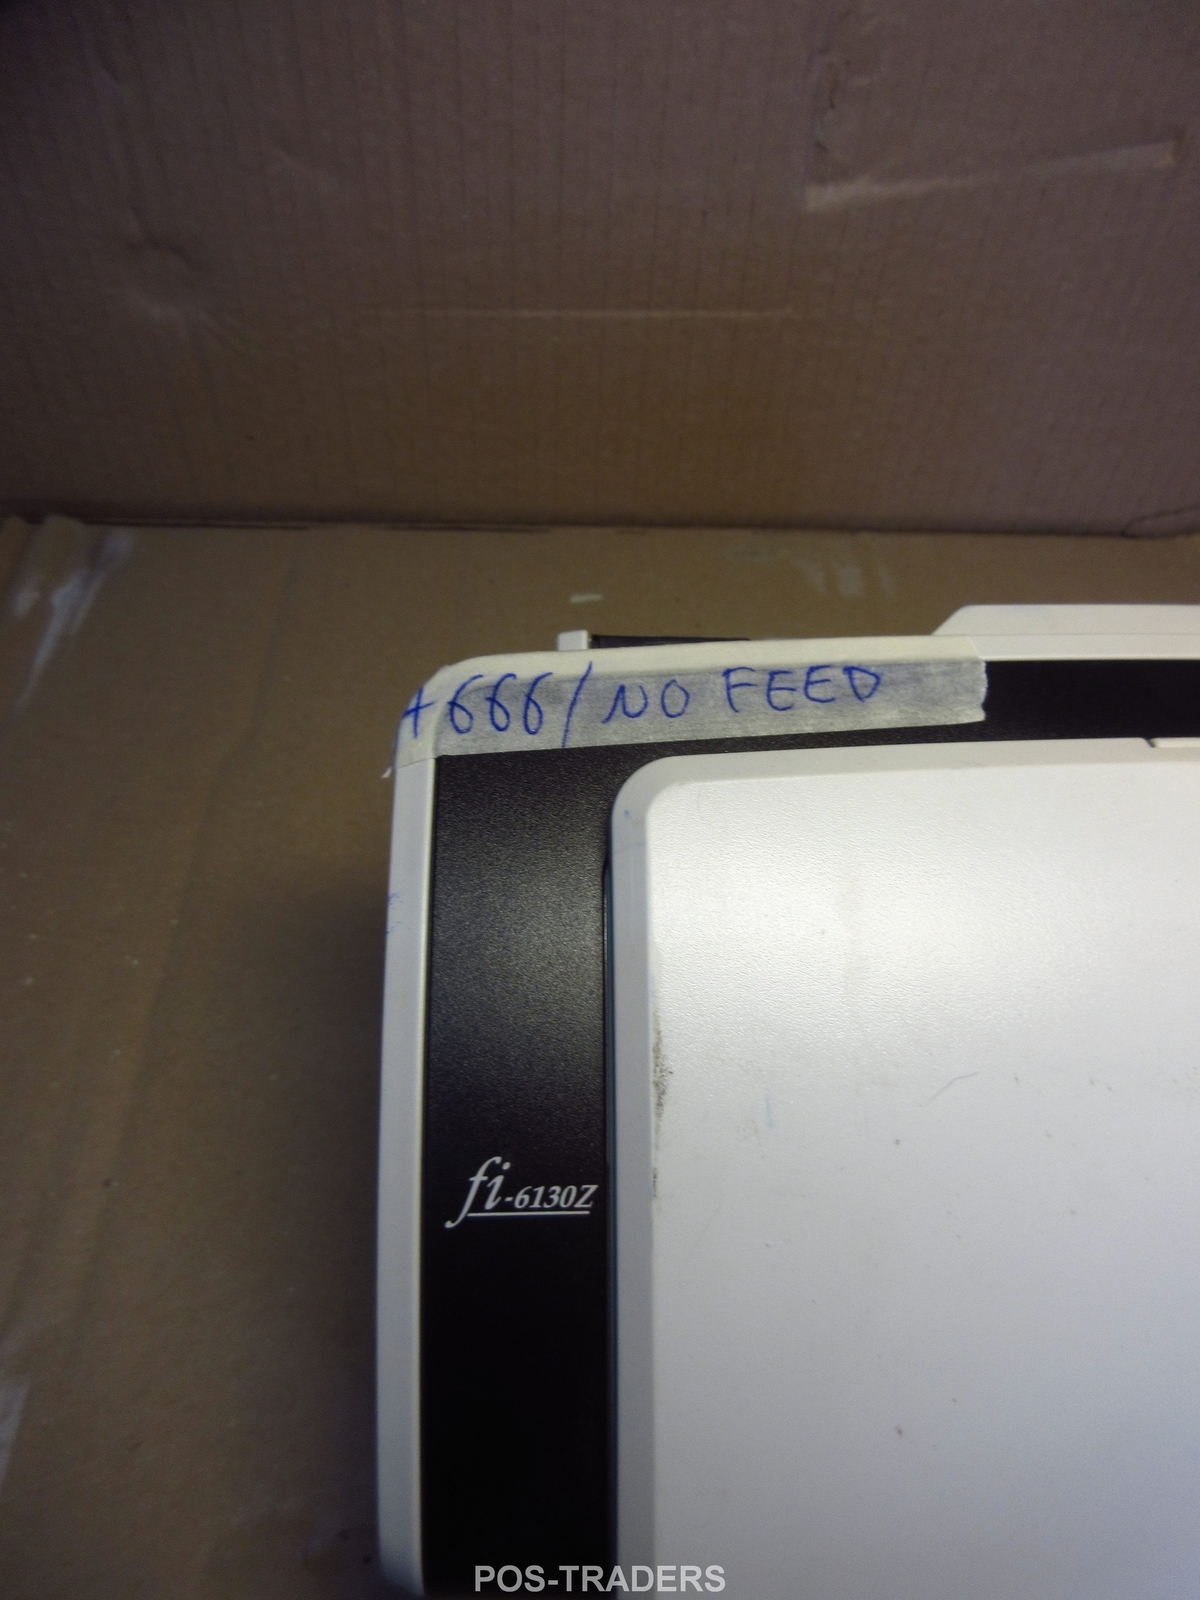 +666/NO FEED
fi-6130Z
POS-TRADERS